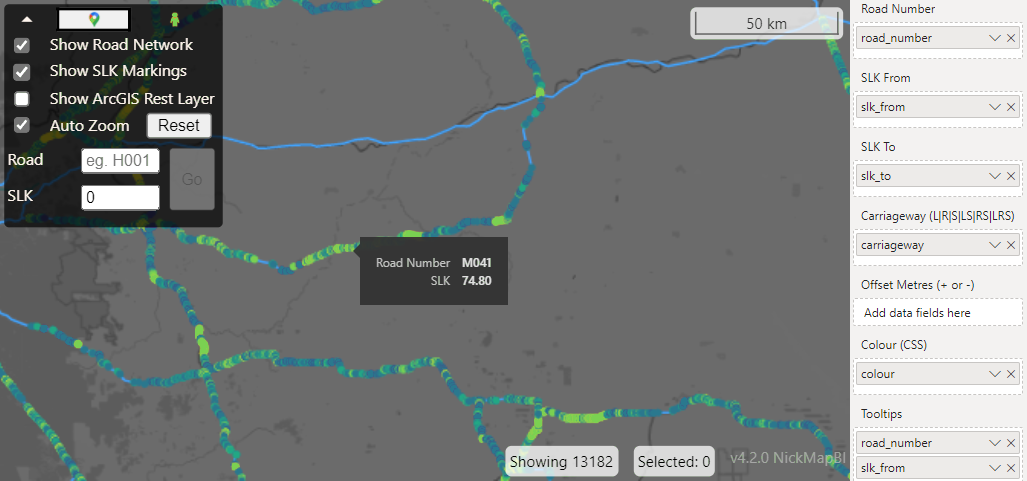 Show Road Network
Show SLK Markings
Show ArcGIS Rest Layer
Auto Zoom Reset
Road eg. H001 Go
SLK 0
50 km
Road Number M041
SLK 74.80
Showing 13182 Selected: 0 v4.2.0 NickMapBI
Road Number
road_number
SLK From
slk_from
SLK To
slk_to
Carriageway (L|R|S|LS|RS|LRS)
carriageway
Offset Metres (+ or -)
Add data fields here
Colour (CSS)
colour
Tooltips
road_number
slk_from